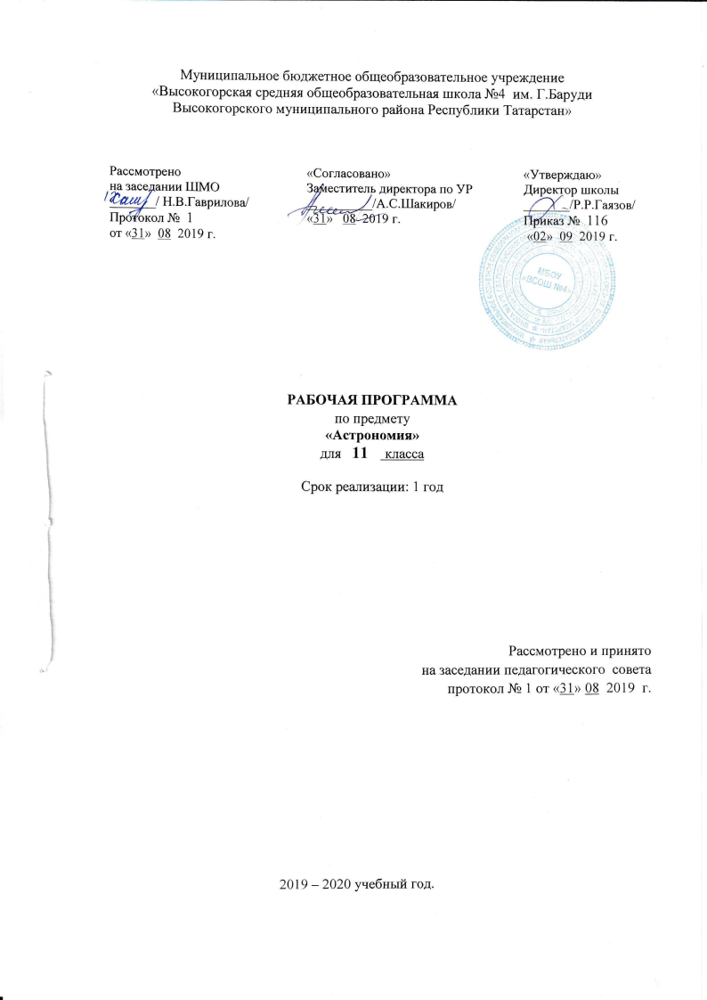 Муниципальное бюджетное общеобразовательное учреждение
«Высокогорская средняя общеобразовательная школа №4 им. Г.Баруди
Высокогорского муниципального района Республики Татарстан»
Рассмотрено
на заседании ШМО
/ Н.В.Гаврилова/
Протокол № 1
от «31» 08 2019 г.
«Согласовано»
Заместитель директора по УР
/А.С.Шакиров/
«31» 08 2019 г.
«Утверждаю»
Директор школы
/Р.Р.Гаязов/
Приказ № 116
«02» 09 2019 г.
МБОУ
«ВСОШ №4»
РАБОЧАЯ ПРОГРАММА
по предмету
«Астрономия»
для 11 класса
Срок реализации: 1 год
Рассмотрено и принято
на заседании педагогического совета
протокол № 1 от «31» 08 2019 г.
2019 – 2020 учебный год.